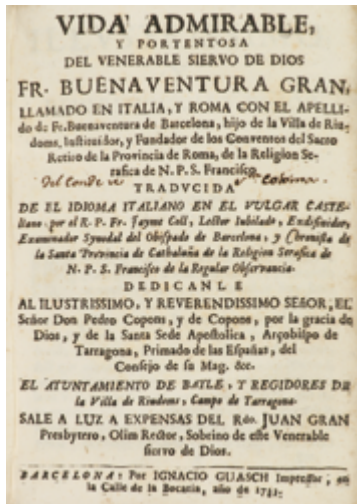 VIDA ADMIRABLE,
Y PORTENTOSA
DEL VENERABLE SIERVO DE DIOS
FR. BUENAVENTURA GRAN,
LLAMADO EN ITALIA, Y ROMA CON EL APELLI-
do de Fr. Buenaventura de Barcelona, hijo de la Villa de Riu-
doms, Instituidor, y Fundador de los Conventos del Sacro
Retiro de la Provincia de Roma, de la Religion Se-
rafica de N. P. S. Francisco.
del Conde de
TRADUCIDA
DE EL IDIOMA ITALIANO EN EL VULGAR CASTE-
llano por el R. P. Fr. Jayme Coll, Lector Jubilado, Exdifinidor,
Examinador Synodal del Obispado de Barcelona, y Chronista de
la Santa Provincia de Cathaluña de la Religion Serafica de
N. P. S. Francisco de la Regular Observancia.
DEDICANLE
AL ILUSTRISSIMO, Y REVERENDISSIMO SEñOR, EL
Señor Don Pedro Copons, y de Copons, por la gracia de
Dios, y de la Santa Sede Apostolica, Arçobispo de
Tarragona, Primado de las Españas, del
Consejo de su Mag. &c.
EL AYUNTAMIENTO DE BAYLE, Y REGIDORES DE
la Villa de Riudoms, Campo de Tarragona.
SALE A LUZ A EXPENSAS DEL Rdo. JUAN GRAN
Presbytero, Olim Rector, Sobrino de este Venerable
siervo de Dios.
BARCELONA: Por IGNACIO GUASCH Impressor, en
la Calle de la Bocaria, año de